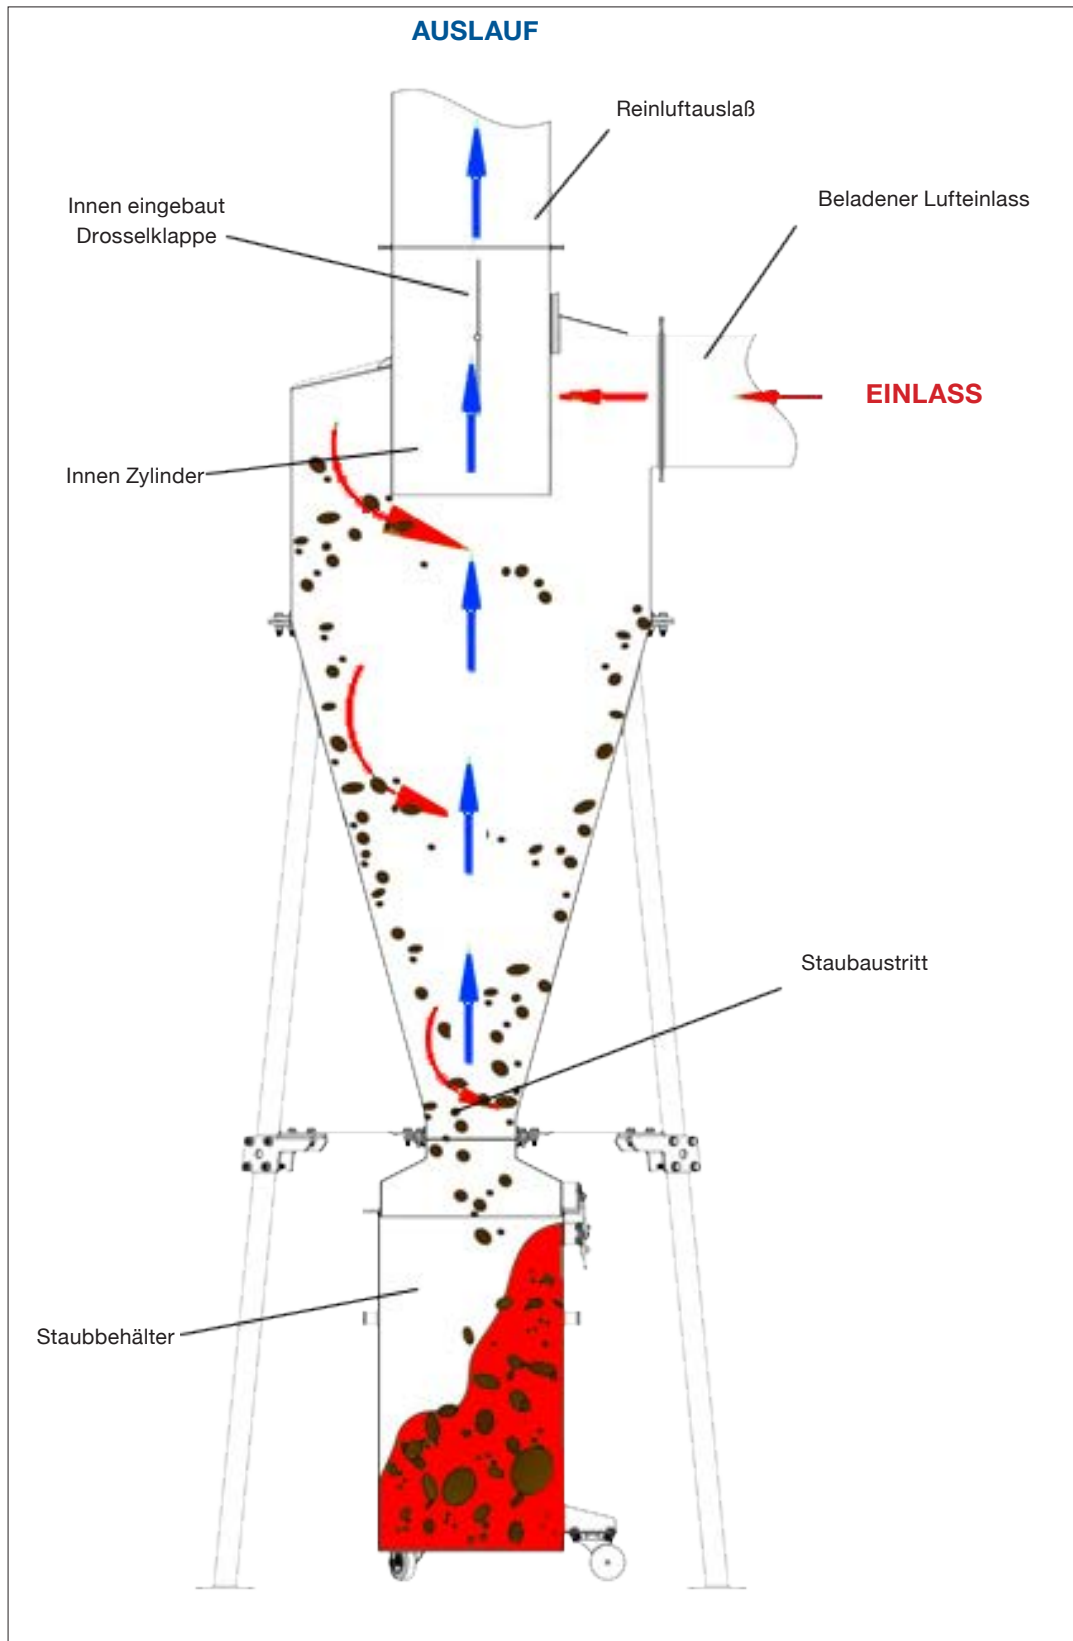 AUSLAUF
Reinluftauslaß
Innen eingebaut
Drosselklappe
Beladener Lufteinlass
EINLASS
Innen Zylinder
Staubaustritt
Staubbehälter